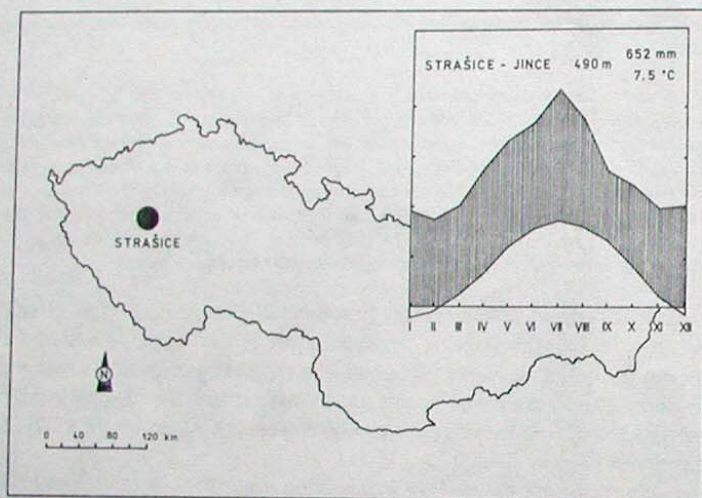 STRAŠICE - JINCE 490 m 652 mm
7.5 °C
STRAŠICE
I II III IV V VI VII VIII IX X XI XII
N
0 40 80 120 km